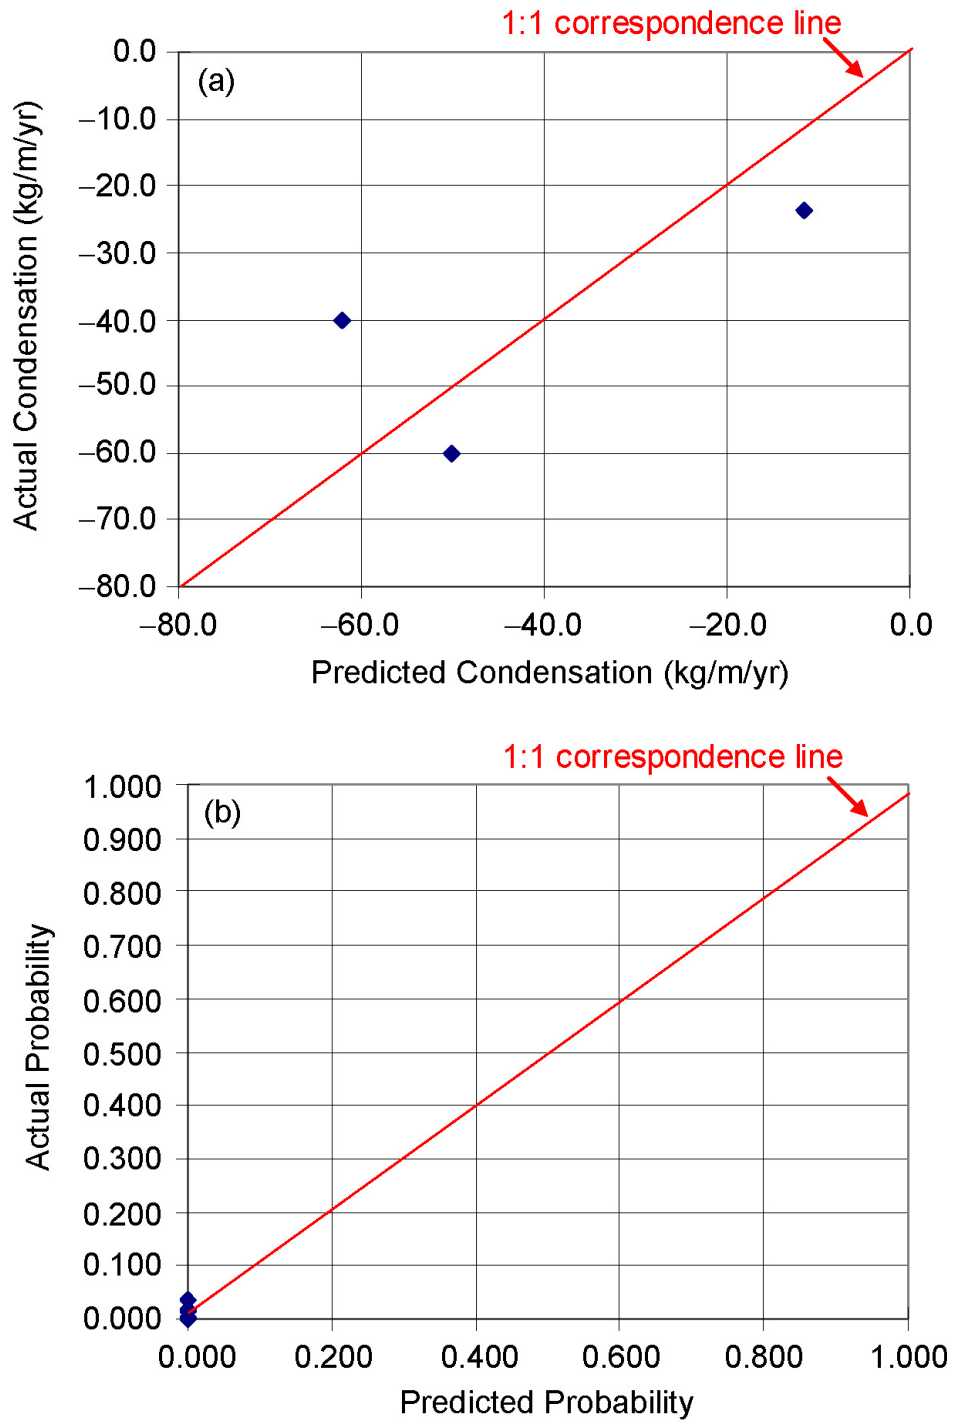 1:1 correspondence line
(a)
Actual Condensation (kg/m/yr)
0.0
–10.0
–20.0
–30.0
–40.0
–50.0
–60.0
–70.0
–80.0
–80.0 –60.0 –40.0 –20.0 0.0
Predicted Condensation (kg/m/yr)
1:1 correspondence line
(b)
Actual Probability
1.000
0.900
0.800
0.700
0.600
0.500
0.400
0.300
0.200
0.100
0.000
0.000 0.200 0.400 0.600 0.800 1.000
Predicted Probability